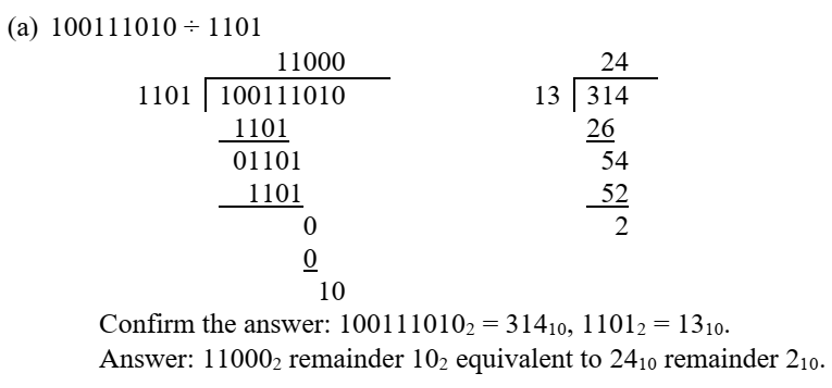 (a) 100111010 ÷ 1101
11000 24
1101 100111010 13 314
1101 26
01101 54
1101 52
0 2
0
10
Confirm the answer: 100111010₂ = 314₁₀, 1101₂ = 13₁₀.
Answer: 11000₂ remainder 10₂ equivalent to 24₁₀ remainder 2₁₀.